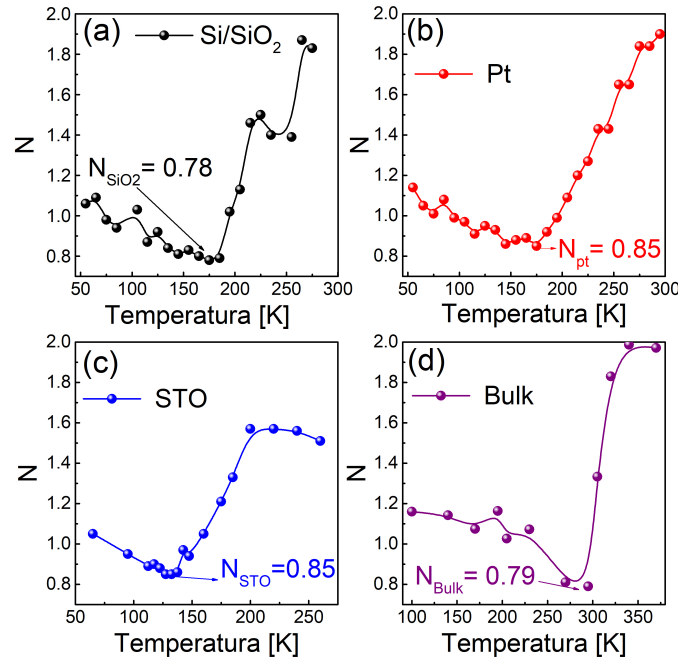 (a)
Si/SiO2
N
NSiO2= 0.78
2.0
1.8
1.6
1.4
1.2
1.0
0.8
50 100 150 200 250 300
Temperatura [K]
(b)
Pt
N
Npt= 0.85
2.0
1.8
1.6
1.4
1.2
1.0
0.8
50 100 150 200 250 300
Temperatura [K]
(c)
STO
N
NSTO=0.85
2.0
1.8
1.6
1.4
1.2
1.0
0.8
50 100 150 200 250
Temperatura [K]
(d)
Bulk
N
NBulk= 0.79
2.0
1.8
1.6
1.4
1.2
1.0
0.8
100 150 200 250 300 350
Temperatura [K]